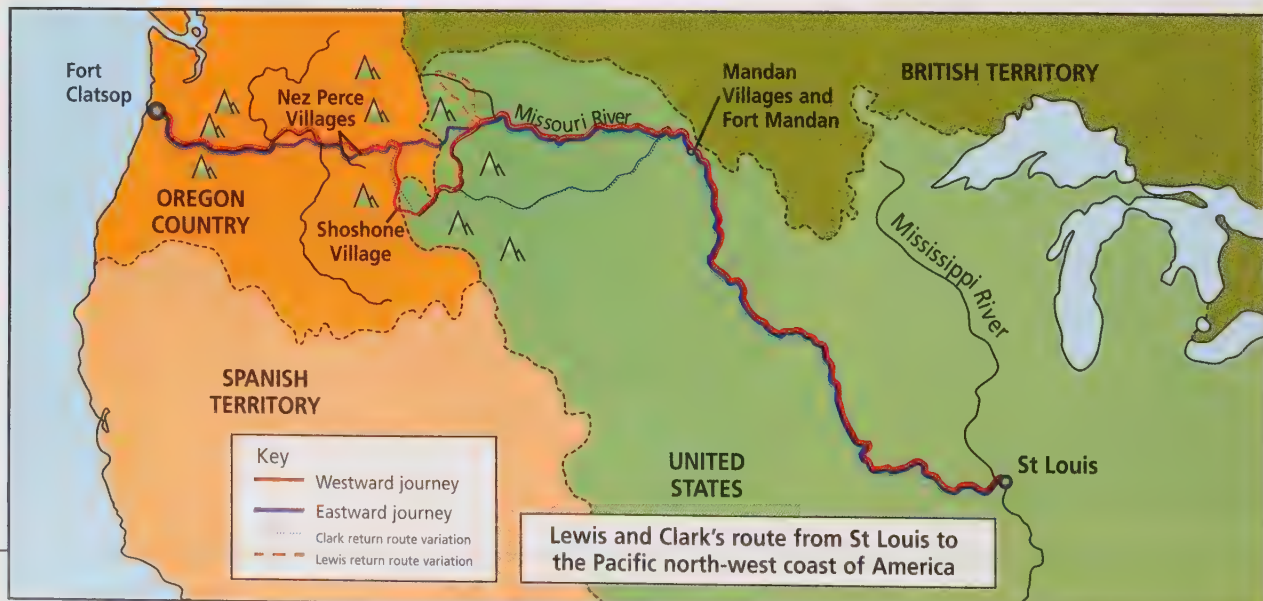 Fort
Clatsop
Nez Perce
Villages
Missouri River
Mandan
Villages and
Fort Mandan
BRITISH TERRITORY
OREGON
COUNTRY
Shoshone
Village
Mississippi River
SPANISH
TERRITORY
UNITED
STATES
St Louis
Key
Westward journey
Eastward journey
Clark return route variation
Lewis return route variation
Lewis and Clark's route from St Louis to
the Pacific north-west coast of America